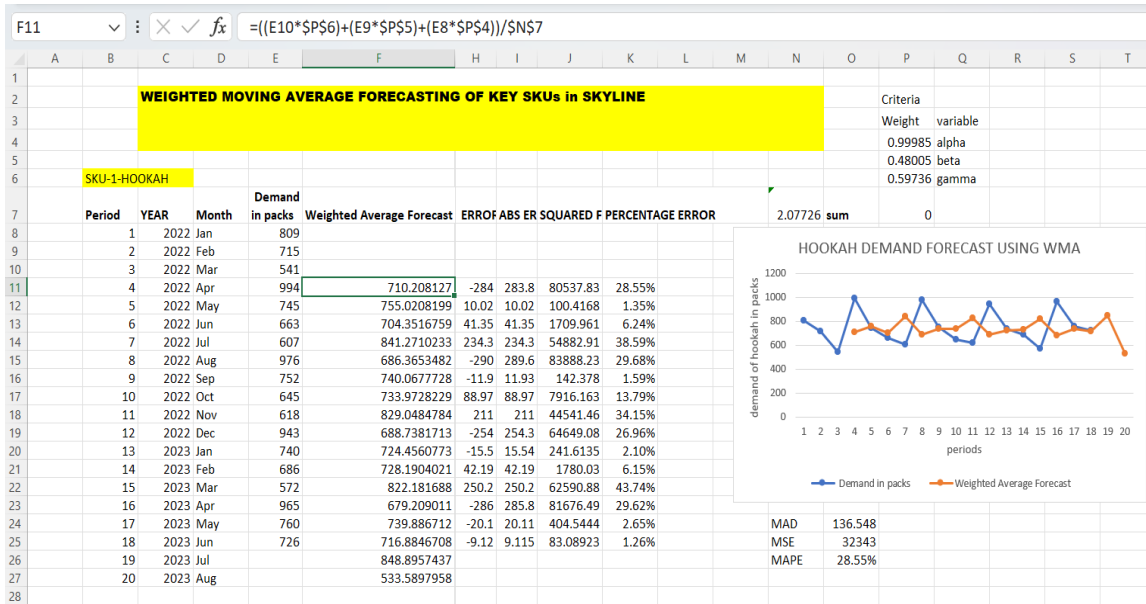 F11 fx =((E10*$P$6)+(E9*$P$5)+(E8*$P$4))/$N$7
A B C D E F H I J K L M N O P Q R S T
1
2 WEIGHTED MOVING AVERAGE FORECASTING OF KEY SKUs in SKYLINE Criteria
3 Weight variable
4 0.99985 alpha
5 0.48005 beta
6 SKU-1-HOOKAH 0.59736 gamma
Demand
7 Period YEAR Month in packs Weighted Average Forecast ERROF ABS ER SQUARED F PERCENTAGE ERROR 2.07726 sum 0
8 1 2022 Jan 809
9 2 2022 Feb 715
10 3 2022 Mar 541
11 4 2022 Apr 994 710.208127 -284 283.8 80537.83 28.55%
12 5 2022 May 745 755.0208199 10.02 10.02 100.4168 1.35%
13 6 2022 Jun 663 704.3516759 41.35 41.35 1709.961 6.24%
14 7 2022 Jul 607 841.2710233 234.3 234.3 54882.91 38.59%
15 8 2022 Aug 976 686.3653482 -290 289.6 83888.23 29.68%
16 9 2022 Sep 752 740.0677728 -11.9 11.93 142.378 1.59%
17 10 2022 Oct 645 733.9728229 88.97 88.97 7916.163 13.79%
18 11 2022 Nov 618 829.0484784 211 211 44541.46 34.15%
19 12 2022 Dec 943 688.7381713 -254 254.3 64649.08 26.96%
20 13 2023 Jan 740 724.4560773 -15.5 15.54 241.6135 2.10%
21 14 2023 Feb 686 728.1904021 42.19 42.19 1780.03 6.15%
22 15 2023 Mar 572 822.181688 250.2 250.2 62590.88 43.74%
23 16 2023 Apr 965 679.209011 -286 285.8 81676.49 29.62%
24 17 2023 May 760 739.886712 -20.1 20.11 404.5444 2.65% MAD 136.548
25 18 2023 Jun 726 716.8846708 -9.12 9.115 83.08923 1.26% MSE 32343
26 19 2023 Jul 848.8957437 MAPE 28.55%
27 20 2023 Aug 533.5897958
28
HOOKAH DEMAND FORECAST USING WMA
demand of hookah in packs
1200
1000
800
600
400
200
0
1 2 3 4 5 6 7 8 9 10 11 12 13 14 15 16 17 18 19 20
periods
Demand in packs Weighted Average Forecast